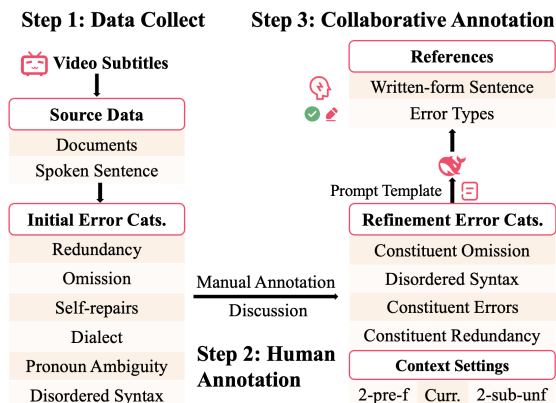 Step 1: Data Collect
Video Subtitles
Source Data
Documents
Spoken Sentence
Initial Error Cats.
Redundancy
Omission
Self-repairs
Dialect
Pronoun Ambiguity
Disordered Syntax
Manual Annotation
Discussion
Step 2: Human
Annotation
Step 3: Collaborative Annotation
References
Written-form Sentence
Error Types
Prompt Template
Refinement Error Cats.
Constituent Omission
Disordered Syntax
Constituent Errors
Constituent Redundancy
Context Settings
2-pre-f Curr. 2-sub-unf